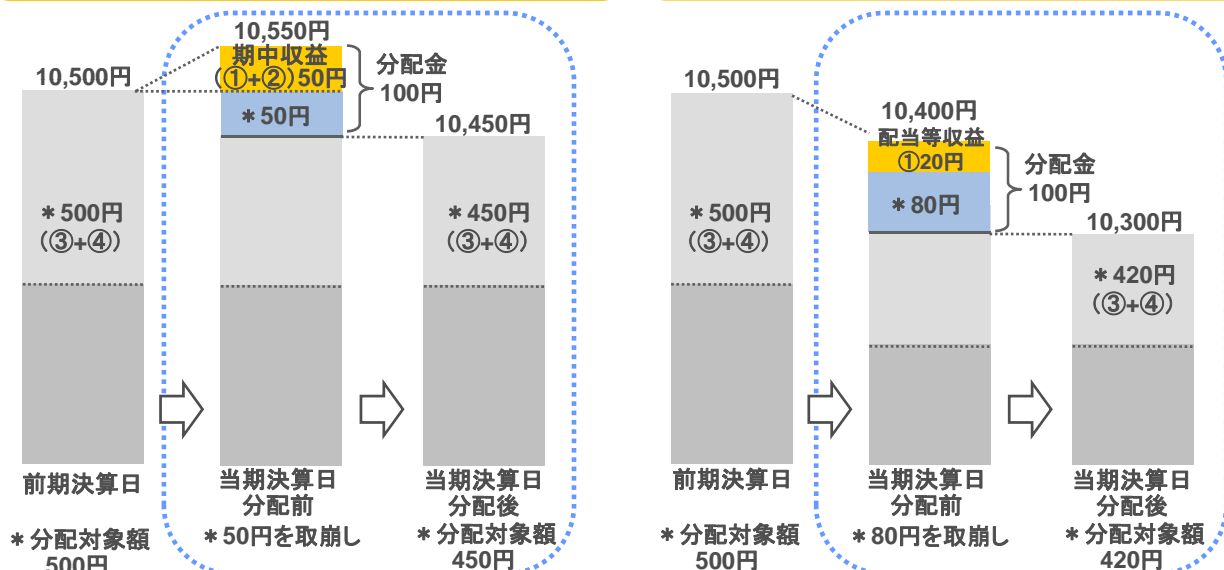 10,500円
10,550円
期中収益
(①+②)50円
分配金
100円
＊50円
10,450円
＊500円
(③+④)
＊450円
(③+④)
前期決算日
当期決算日
分配前
当期決算日
分配後
＊分配対象額
500円
＊50円を取崩し
＊分配対象額
450円
10,500円
10,400円
配当等収益
①20円
分配金
100円
＊80円
10,300円
＊500円
(③+④)
＊420円
(③+④)
前期決算日
当期決算日
分配前
当期決算日
分配後
＊分配対象額
500円
＊80円を取崩し
＊分配対象額
420円